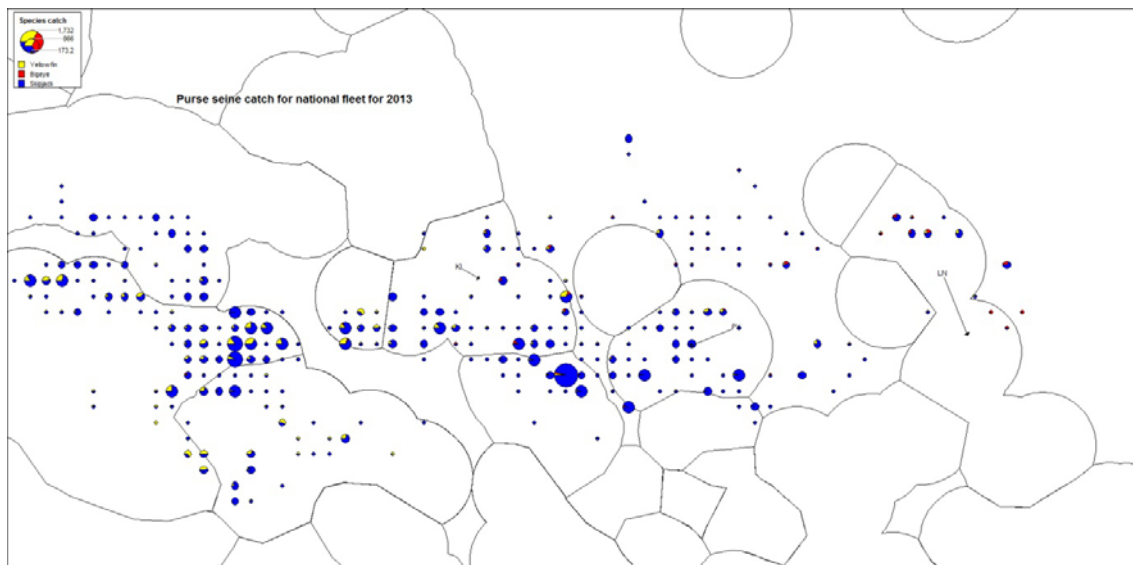 Species catch
1,732
866
173.2
Yellowfin
Bigeye
Skipjack
Purse seine catch for national fleet for 2013
KI
LN